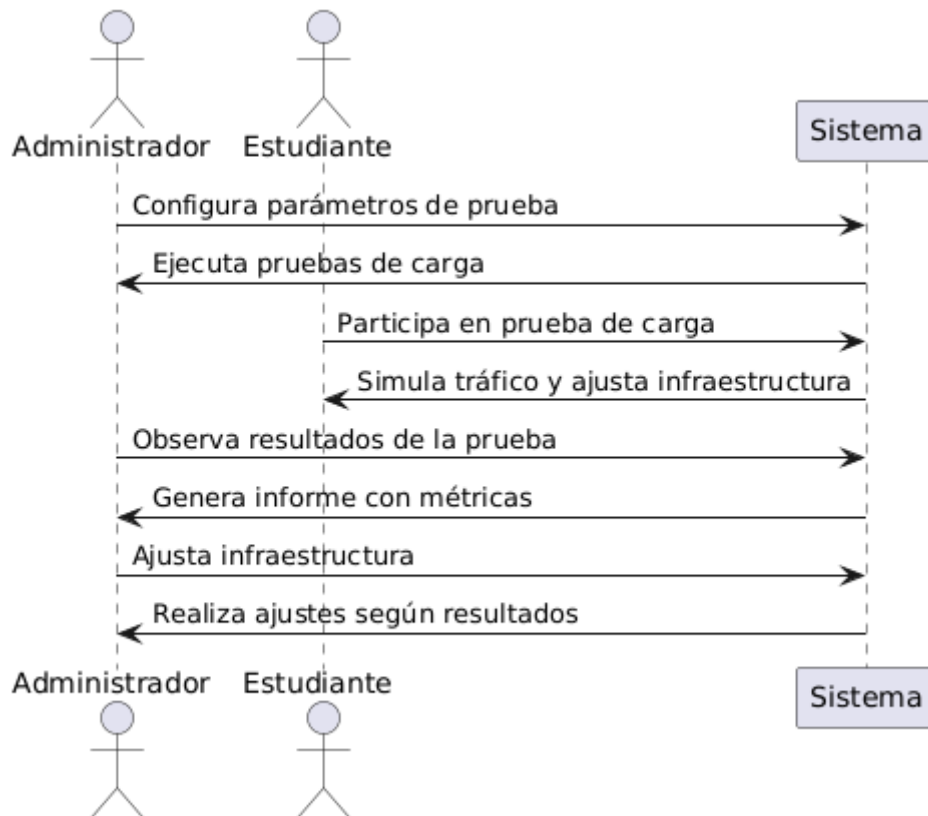 Administrador
Estudiante
Sistema
Configura parámetros de prueba
Ejecuta pruebas de carga
Participa en prueba de carga
Simula tráfico y ajusta infraestructura
Observa resultados de la prueba
Genera informe con métricas
Ajusta infraestructura
Realiza ajustes según resultados
Administrador
Estudiante
Sistema